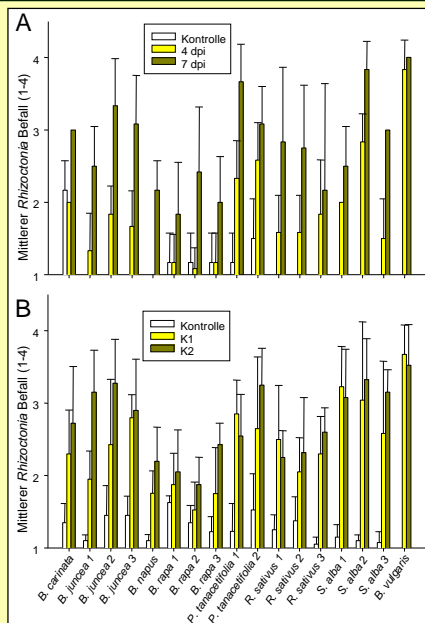 A
Kontrolle
4 dpi
7 dpi
Mittlerer Rhizoctonia Befall (1-4)
4
3
2
1
B
Kontrolle
K1
K2
Mittlerer Rhizoctonia Befall (1-4)
4
3
2
1
B. carinata
B. juncea 1
B. juncea 2
B. juncea 3
B. napus
B. rapa 1
B. rapa 2
B. rapa 3
P. tanacetifolia 1
P. tanacetifolia 2
R. sativus 1
R. sativus 2
R. sativus 3
S. alba 1
S. alba 2
S. alba 3
B. vulgaris